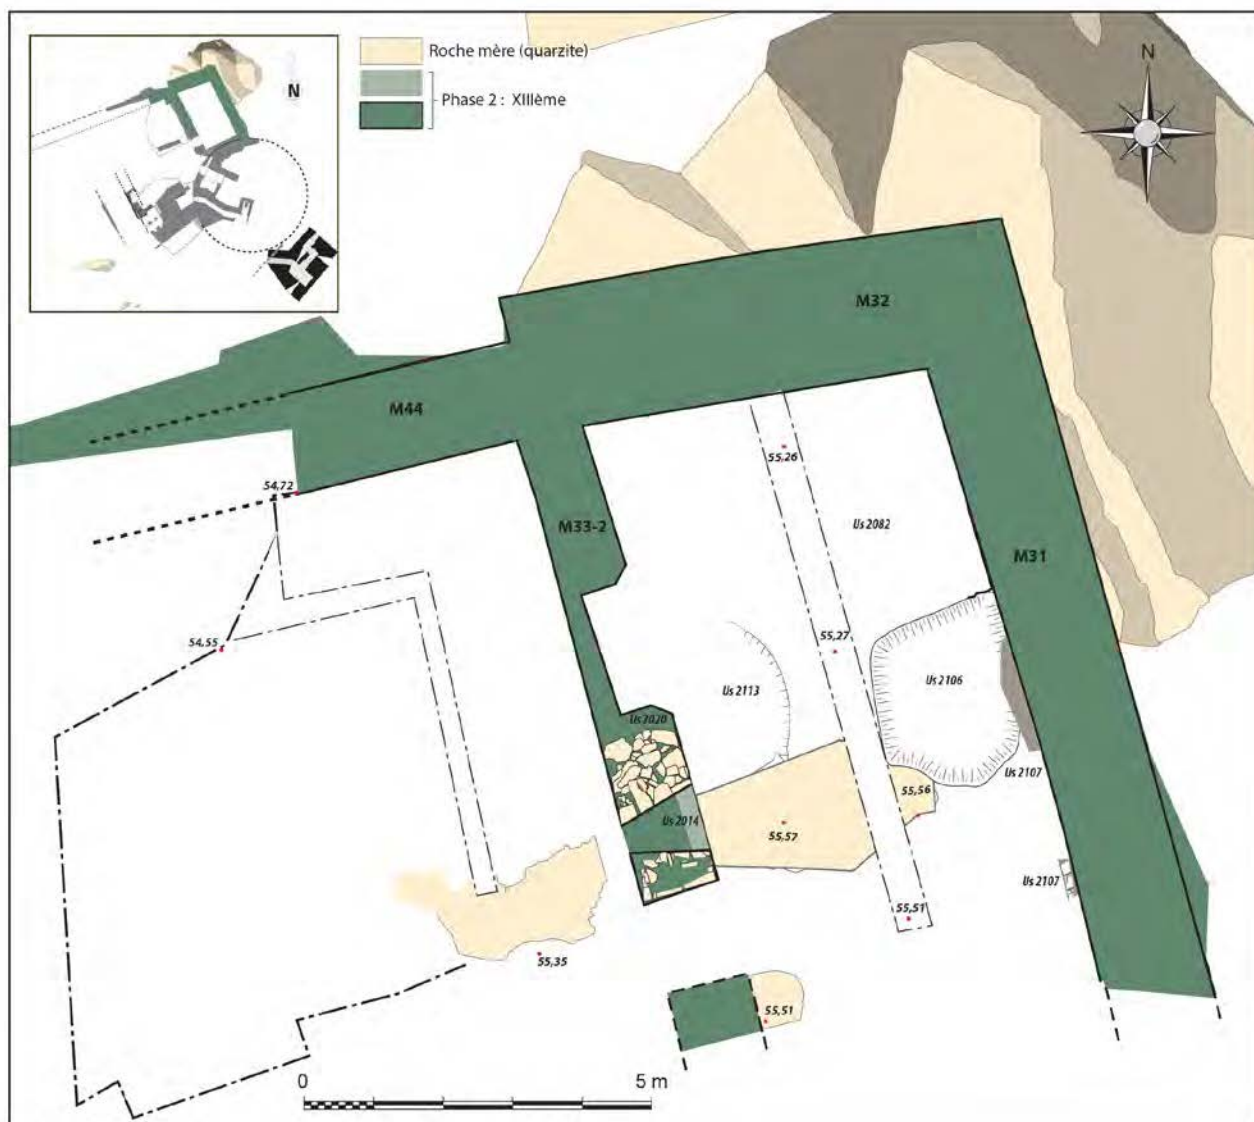 N
Roche mère (quarzite)
Phase 2 : XIIIème
N
M32
M44
55,26
54,72
M33-2
Us 2082
M31
54,55
55,27
Us 2113
Us 2106
Us 2020
Us 2107
55,56
Us 2014
55,57
Us 2107
55,51
55,35
55,51
0
5 m